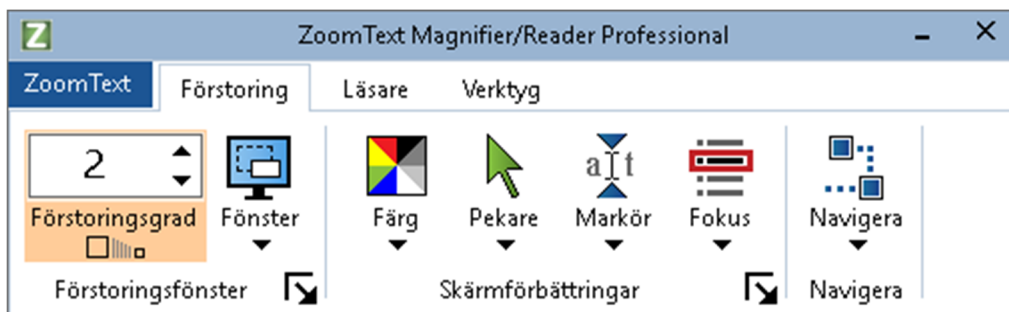 Z
ZoomText Magnifier/Reader Professional
ZoomText Förstoring Läsare Verktyg
2
a t
Förstoringsgrad Fönster Färg Pekare Markör Fokus Navigera
Förstoringsfönster Skärmförbättringar Navigera